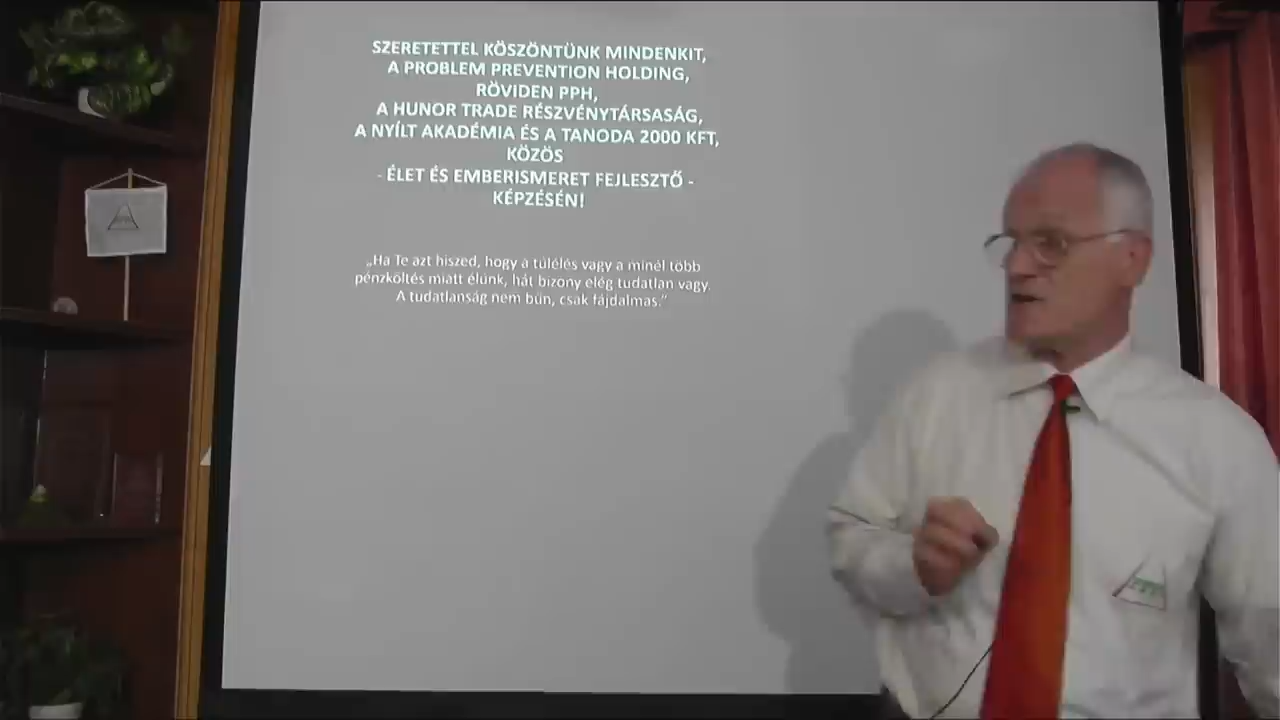 SZERETETTEL KÖSZÖNTÜNK MINDENKIT,
A PROBLEM PREVENTION HOLDING,
RÖVIDEN PPH,
A HUNOR TRADE RÉSZVÉNYTÁRSASÁG,
A NYÍLT AKADÉMIA ÉS A TANODA 2000 KFT,
KÖZÖS
- ÉLET ÉS EMBERISMERET FEJLESZTŐ -
KÉPZÉSÉN!
„Ha Te azt hiszed, hogy a túlélés vagy a minél több
pénzköltés miatt élünk, hát bizony elég tudatlan vagy.
A tudatlanság nem bűn, csak fájdalmas.”